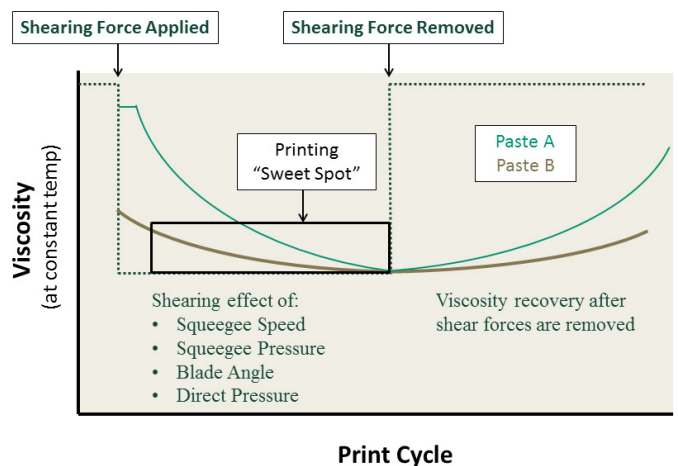 Shearing Force Applied
Shearing Force Removed
Printing
“Sweet Spot”
Paste A
Paste B
Viscosity
(at constant temp)
Shearing effect of:
• Squeegee Speed
• Squeegee Pressure
• Blade Angle
• Direct Pressure
Viscosity recovery after
shear forces are removed
Print Cycle